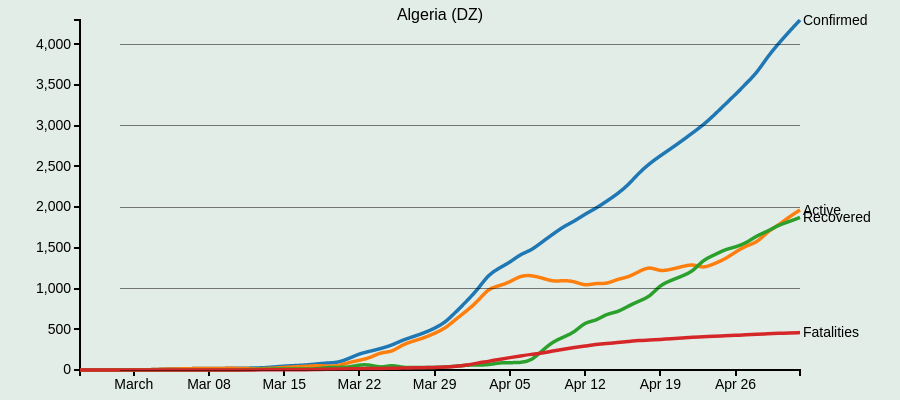 Algeria (DZ)
Confirmed
4,000
3,500
3,000
2,500
2,000
Active
Recovered
1,500
1,000
500
Fatalities
0
March Mar 08 Mar 15 Mar 22 Mar 29 Apr 05 Apr 12 Apr 19 Apr 26